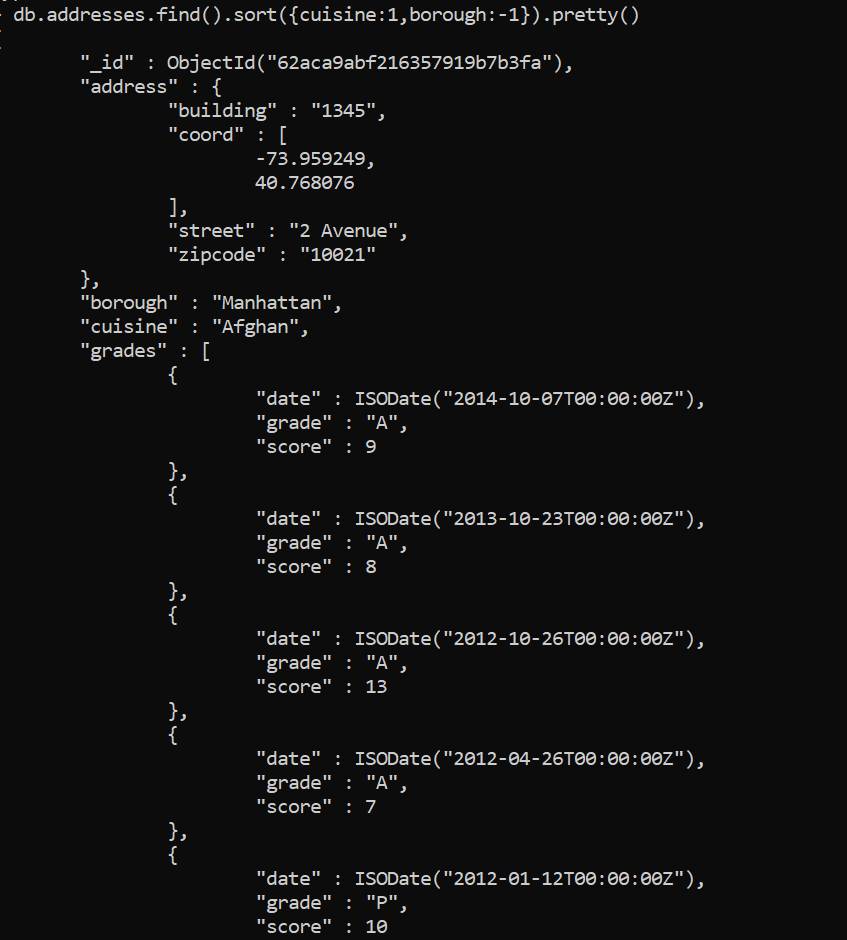 db.addresses.find().sort({cuisine:1,borough:-1}).pretty()
"_id" : ObjectId("62aca9abf216357919b7b3fa"),
"address" : {
"building" : "1345",
"coord" : [
-73.959249,
40.768076
],
"street" : "2 Avenue",
"zipcode" : "10021"
},
"borough" : "Manhattan",
"cuisine" : "Afghan",
"grades" : [
{
"date" : ISODate("2014-10-07T00:00:00Z"),
"grade" : "A",
"score" : 9
},
{
"date" : ISODate("2013-10-23T00:00:00Z"),
"grade" : "A",
"score" : 8
},
{
"date" : ISODate("2012-10-26T00:00:00Z"),
"grade" : "A",
"score" : 13
},
{
"date" : ISODate("2012-04-26T00:00:00Z"),
"grade" : "A",
"score" : 7
},
{
"date" : ISODate("2012-01-12T00:00:00Z"),
"grade" : "P",
"score" : 10